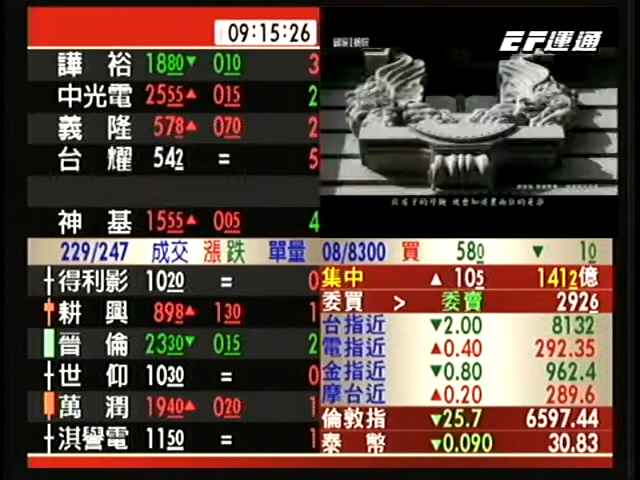 09:15:26
EF運通
譁裕 1880▼ 010 3
中光電 2555▲ 015 2
義隆 578▲ 070 2
台耀 542 = 5
神基 1555▲ 005 4
229/247 成交 漲跌 單量 08/8300 買 580 ▼ 10
得利影 1020 = 0
集中 ▲ 105 1412億
耕興 898▲ 130 1
委買 > 委賣 2926
台指近 ▼2.00 8132
晉倫 2330▼ 015 2
電指近 ▲0.40 292.35
世仰 1030 = 0
金指近 ▼0.80 962.4
摩台近 ▲0.20 289.6
萬潤 1940▲ 020 1
倫敦指 ▼25.7 6597.44
淇譽電 1150 = 1
泰幣 ▼0.090 30.83